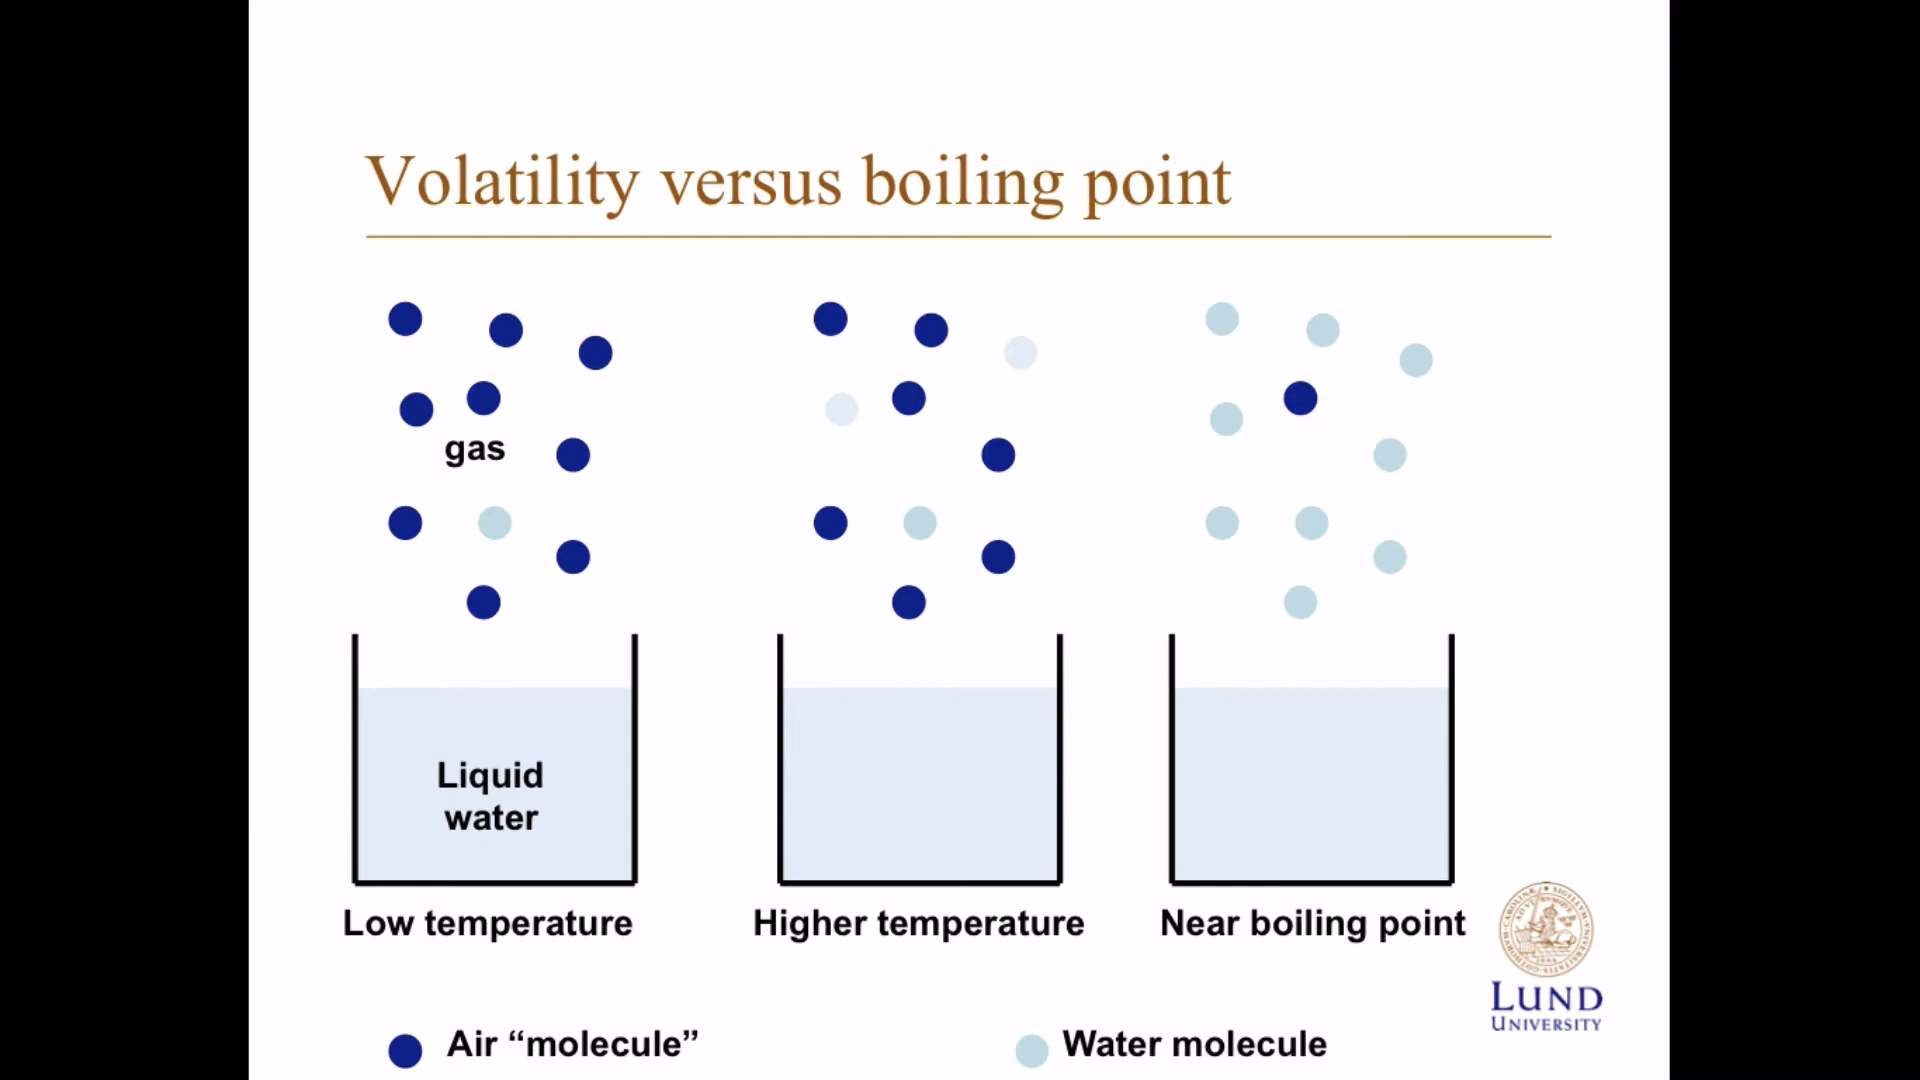 Volatility versus boiling point
gas
Liquid
water
Low temperature
Higher temperature
Near boiling point
LUND
UNIVERSITY
Air “molecule”
Water molecule